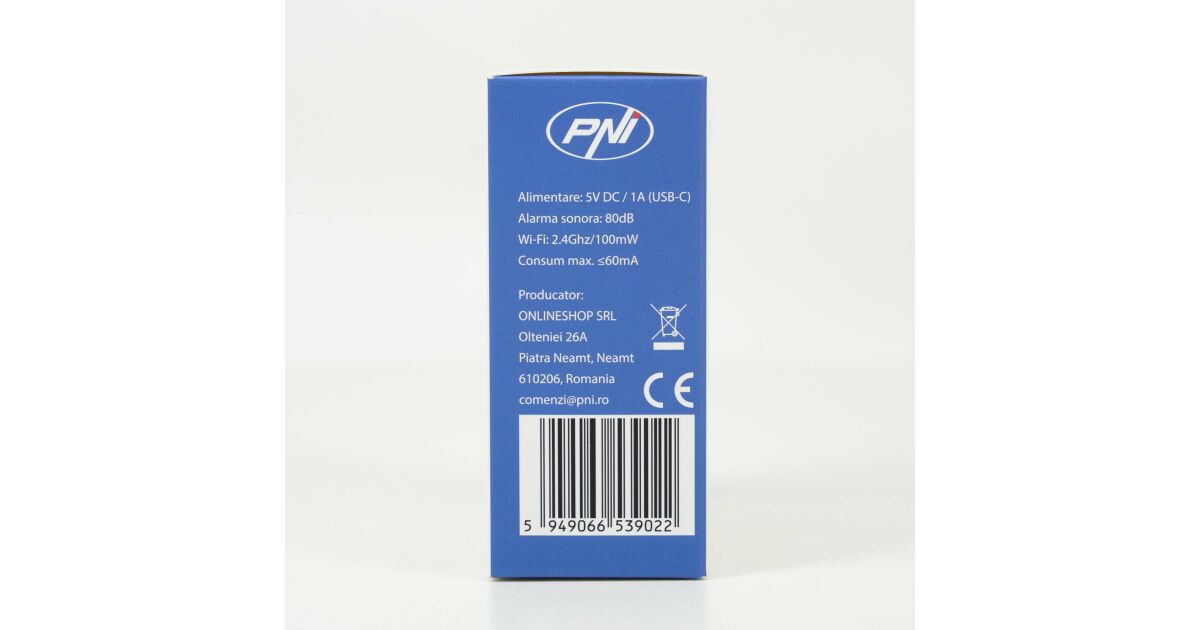 PNI
Alimentare: 5V DC / 1A (USB-C)
Alarma sonora: 80dB
Wi-Fi: 2.4Ghz/100mW
Consum max. ≤60mA
Producator:
ONLINESHOP SRL
Olteniei 26A
Piatra Neamt, Neamt
610206, Romania
comenzi@pni.ro
CE
5 949066 539022